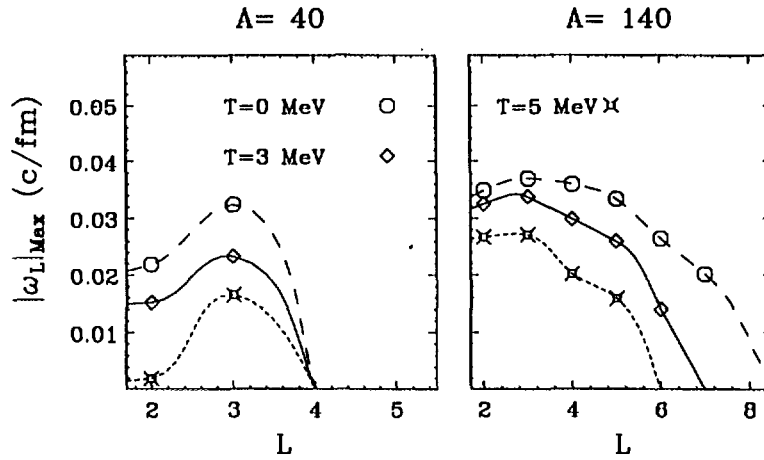 Λ= 40
Λ= 140
|ω_L|_Max (c/fm)
0.05
0.04
0.03
0.02
0.01
T=0 MeV
T=3 MeV
T=5 MeV
2 3 4 5
2 4 6 8
L
L